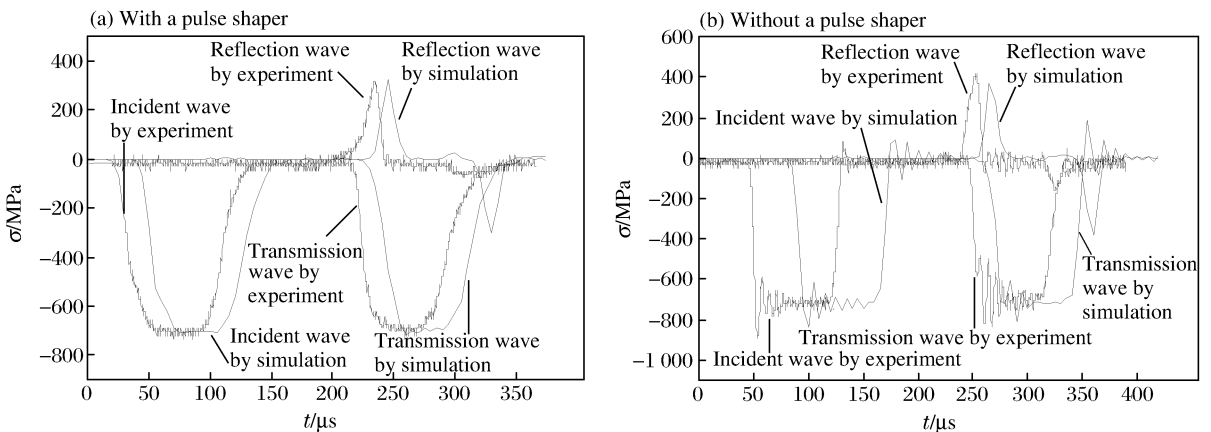 (a) With a pulse shaper
400
200
0
−200
−400
−600
−800
σ/MPa
0
50
100
150
200
250
300
350
t/μs
Reflection wave
by experiment
Reflection wave
by simulation
Incident wave
by experiment
Transmission
wave by
experiment
Incident wave
by simulation
Transmission wave
by simulation
(b) Without a pulse shaper
600
400
200
0
−200
−400
−600
−800
−1 000
σ/MPa
0
50
100
150
200
250
300
350
400
t/μs
Reflection wave
by experiment
Reflection wave
by simulation
Incident wave by simulation
Transmission
wave by
simulation
Transmission wave by experiment
Incident wave by experiment